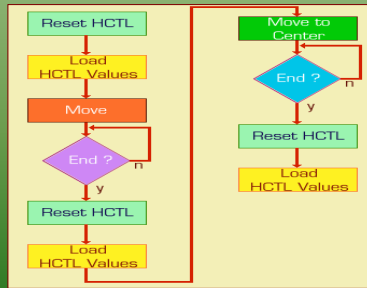 Reset HCTL
Load
HCTL Values
Move
End ?
n
y
Reset HCTL
Load
HCTL Values
Move to
Center
End ?
n
y
Reset HCTL
Load
HCTL Values